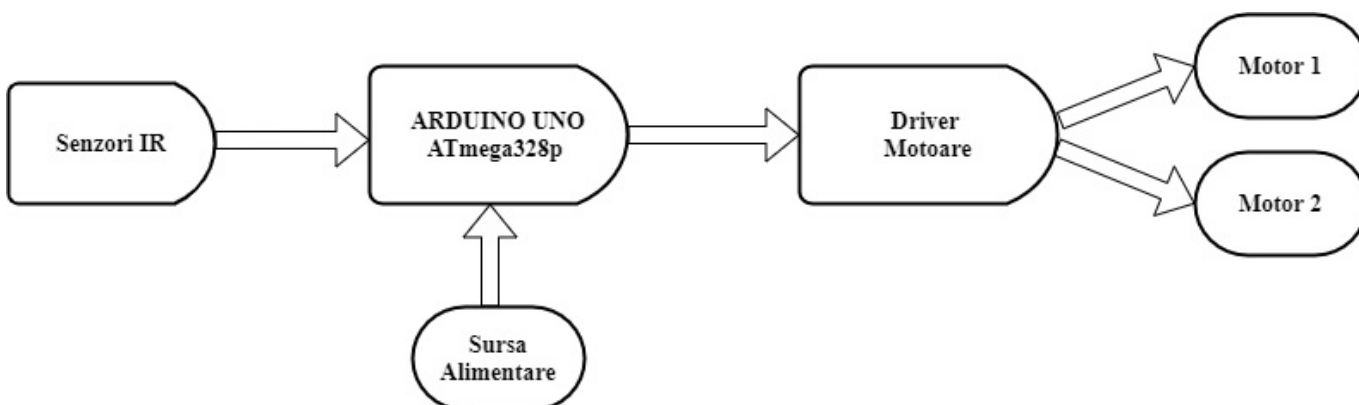 Senzori IR
ARDUINO UNO
ATmega328p
Driver
Motoare
Motor 1
Motor 2
Sursa
Alimentare